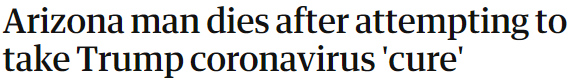 Arizona man dies after attempting to
take Trump coronavirus 'cure'